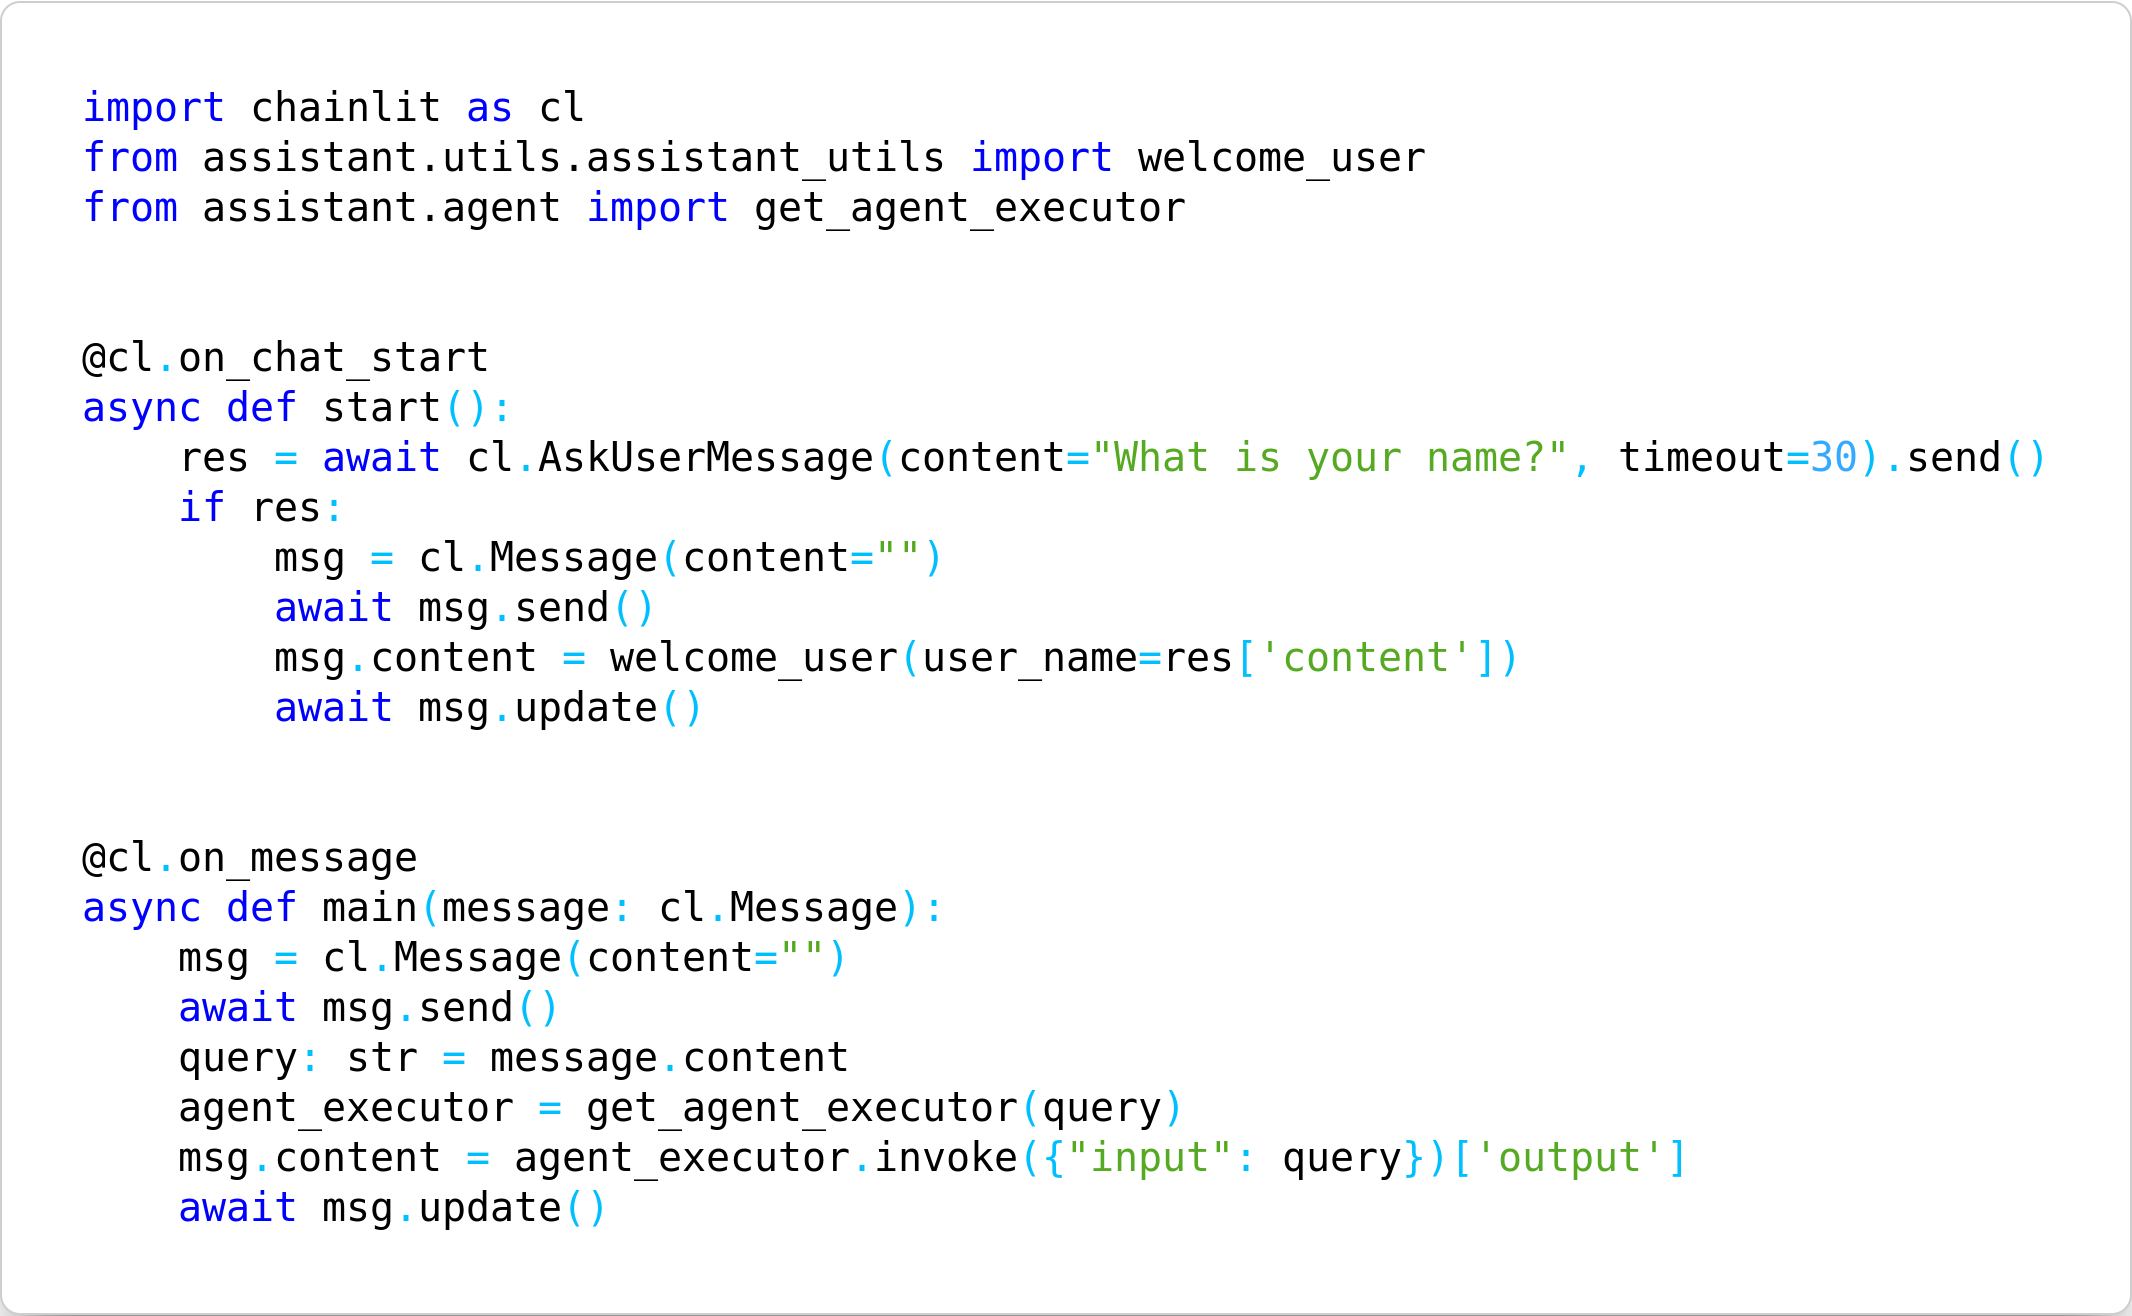 import chainlit as cl
from assistant.utils.assistant_utils import welcome_user
from assistant.agent import get_agent_executor
@cl.on_chat_start
async def start():
    res = await cl.AskUserMessage(content="What is your name?", timeout=30).send()
    if res:
        msg = cl.Message(content="")
        await msg.send()
        msg.content = welcome_user(user_name=res['content'])
        await msg.update()
@cl.on_message
async def main(message: cl.Message):
    msg = cl.Message(content="")
    await msg.send()
    query: str = message.content
    agent_executor = get_agent_executor(query)
    msg.content = agent_executor.invoke({"input": query})['output']
    await msg.update()